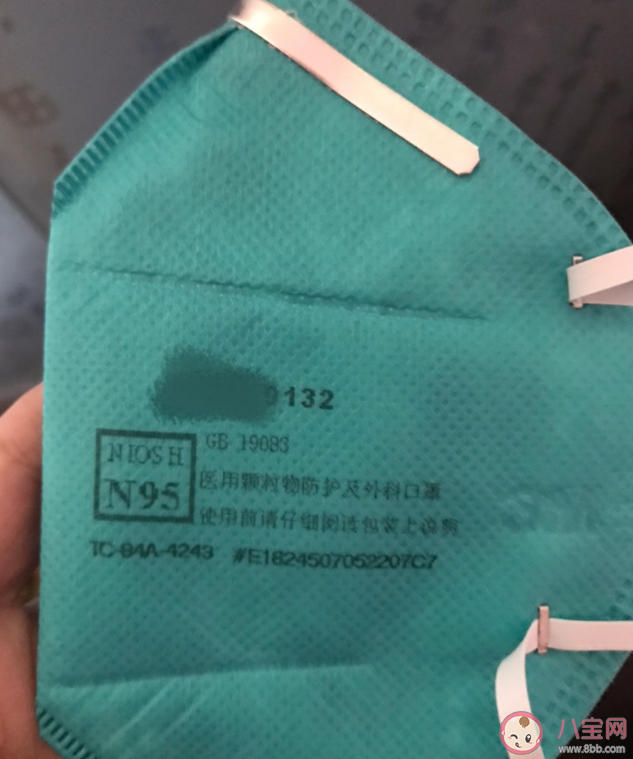 9132
NIOSH
N95
GB 19083
医用颗粒物防护及外科口罩
使用前请仔细阅读包装上说明
TC-84A-4243 #E1824507052207C7
八宝网
www.8bb.com